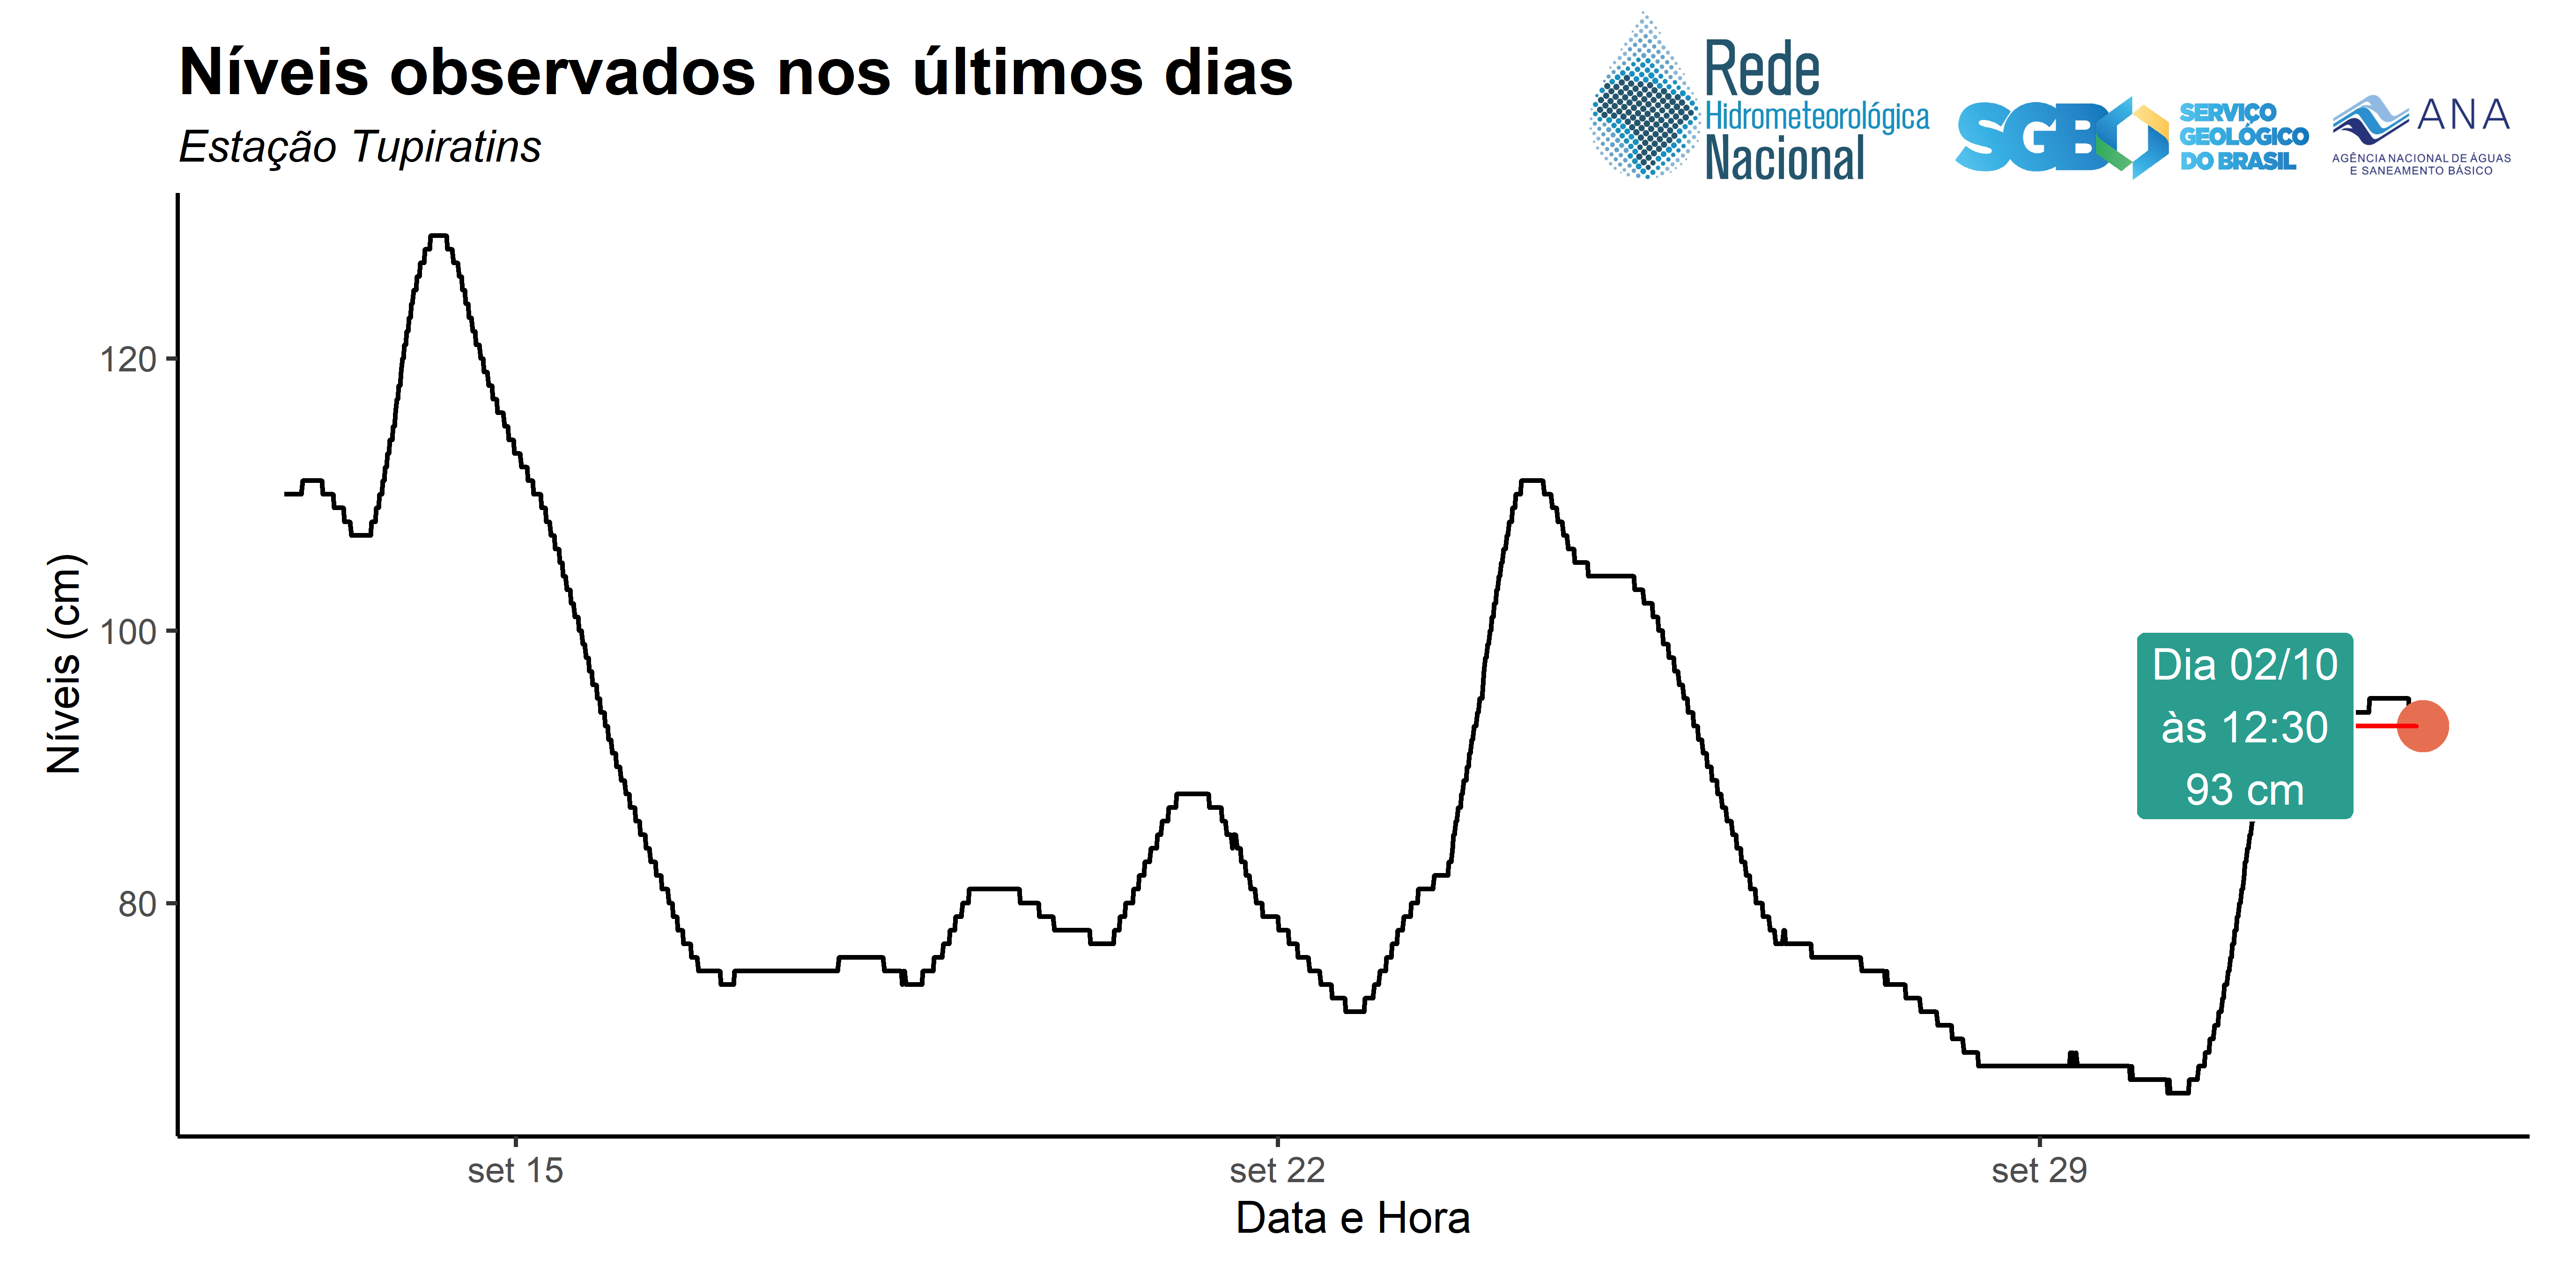 Níveis observados nos últimos dias
Estação Tupiratins
Rede
Hidrometeorológica
Nacional
SGB
SERVIÇO
GEOLÓGICO
DO BRASIL
ANA
AGÊNCIA NACIONAL DE ÁGUAS
E SANEAMENTO BÁSICO
Níveis (cm)
120
100
80
Dia 02/10
às 12:30
93 cm
set 15
set 22
set 29
Data e Hora